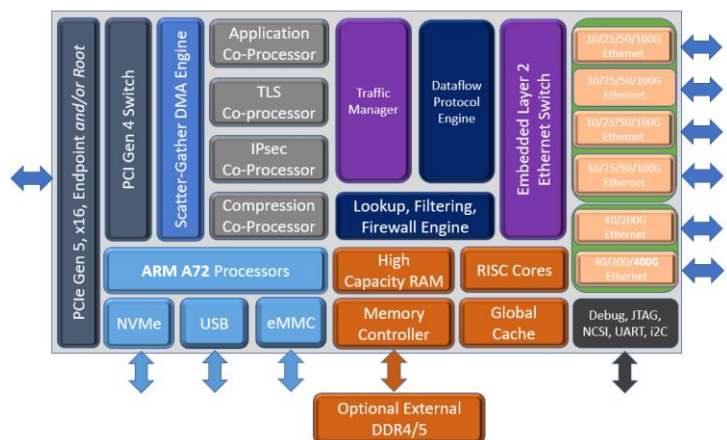 PCIe Gen 5, x16, Endpoint and/or Root
PCI Gen 4 Switch
Scatter-Gather DMA Engine
Application
Co-Processor
TLS
Co-processor
IPsec
Co-Processor
Compression
Co-Processor
Traffic
Manager
Dataflow
Protocol
Engine
Lookup, Filtering,
Firewall Engine
Embedded Layer 2
Ethernet Switch
10/25/50/100G
Ethernet
10/25/50/100G
Ethernet
10/25/50/100G
Ethernet
10/25/50/100G
Ethernet
40/200G
Ethernet
40/200/400G
Ethernet
ARM A72 Processors
High
Capacity RAM
RISC Cores
NVMe
USB
eMMC
Memory
Controller
Global
Cache
Debug, JTAG,
NCSI, UART, i2C
Optional External
DDR4/5